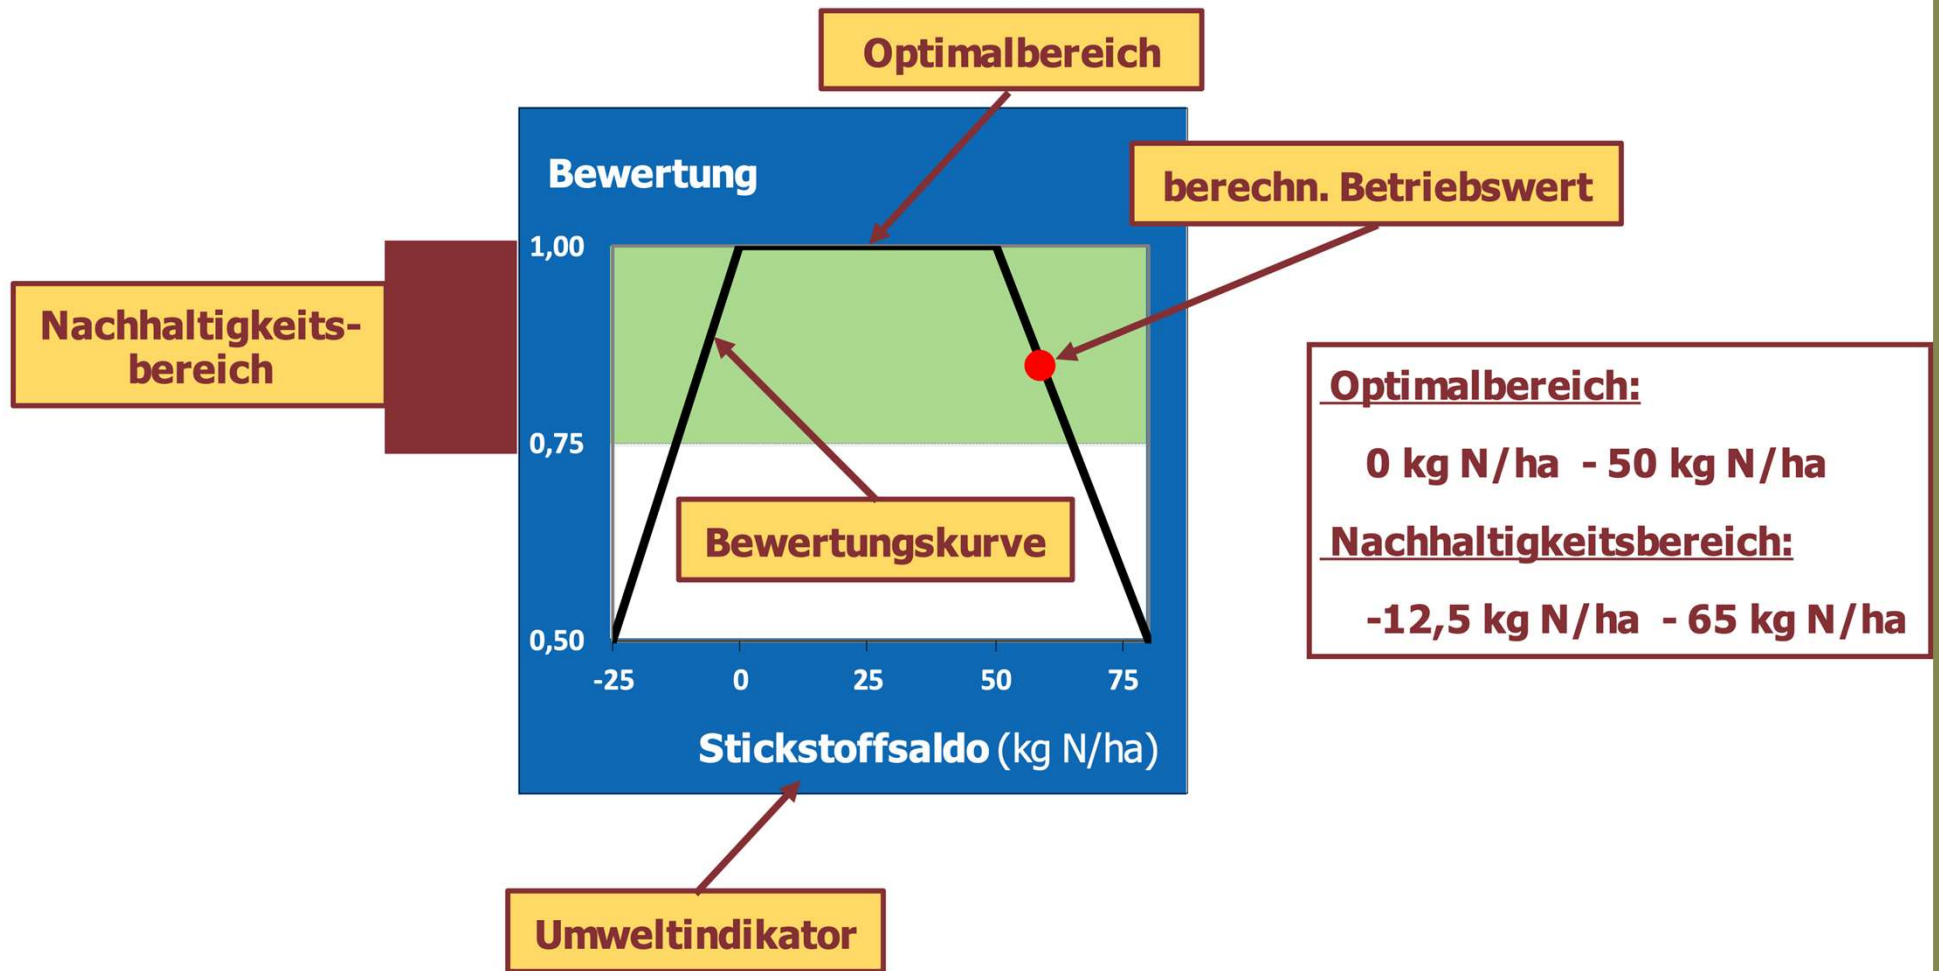 Optimalbereich
berechn. Betriebswert
Bewertung
1,00
0,75
0,50
Nachhaltigkeits-
bereich
Bewertungskurve
-25 0 25 50 75
Stickstoffsaldo (kg N/ha)
Umweltindikator
Optimalbereich:
0 kg N/ha - 50 kg N/ha
Nachhaltigkeitsbereich:
-12,5 kg N/ha - 65 kg N/ha